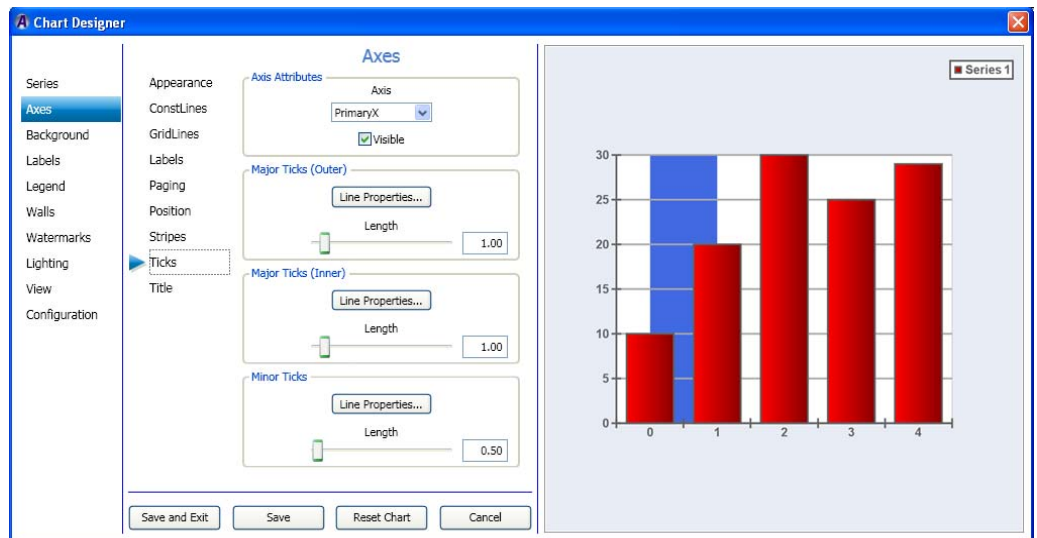 Chart Designer
Series
Axes
Background
Labels
Legend
Walls
Watermarks
Lighting
View
Configuration
Appearance
ConstLines
GridLines
Labels
Paging
Position
Stripes
Ticks
Title
Axes
Axis Attributes
Axis
PrimaryX
Visible
Major Ticks (Outer)
Line Properties...
Length
1.00
Major Ticks (Inner)
Line Properties...
Length
1.00
Minor Ticks
Line Properties...
Length
0.50
Save and Exit Save Reset Chart Cancel
Series 1
30
25
20
15
10
5
0
0 1 2 3 4